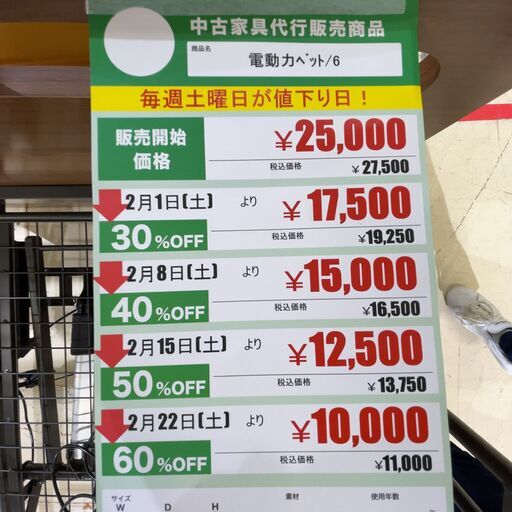 中古家具代行販売商品
商品名
電動力ベット/6
毎週土曜日が値下り日！
販売開始
価格
¥25,000
税込価格 ¥27,500
2月1日(土) より
¥17,500
30%OFF
税込価格 ¥19,250
2月8日(土) より
¥15,000
40%OFF
税込価格 ¥16,500
2月15日(土) より
¥12,500
50%OFF
税込価格 ¥13,750
2月22日(土) より
¥10,000
60%OFF
税込価格 ¥11,000
サイズ 素材 使用年数
W D H